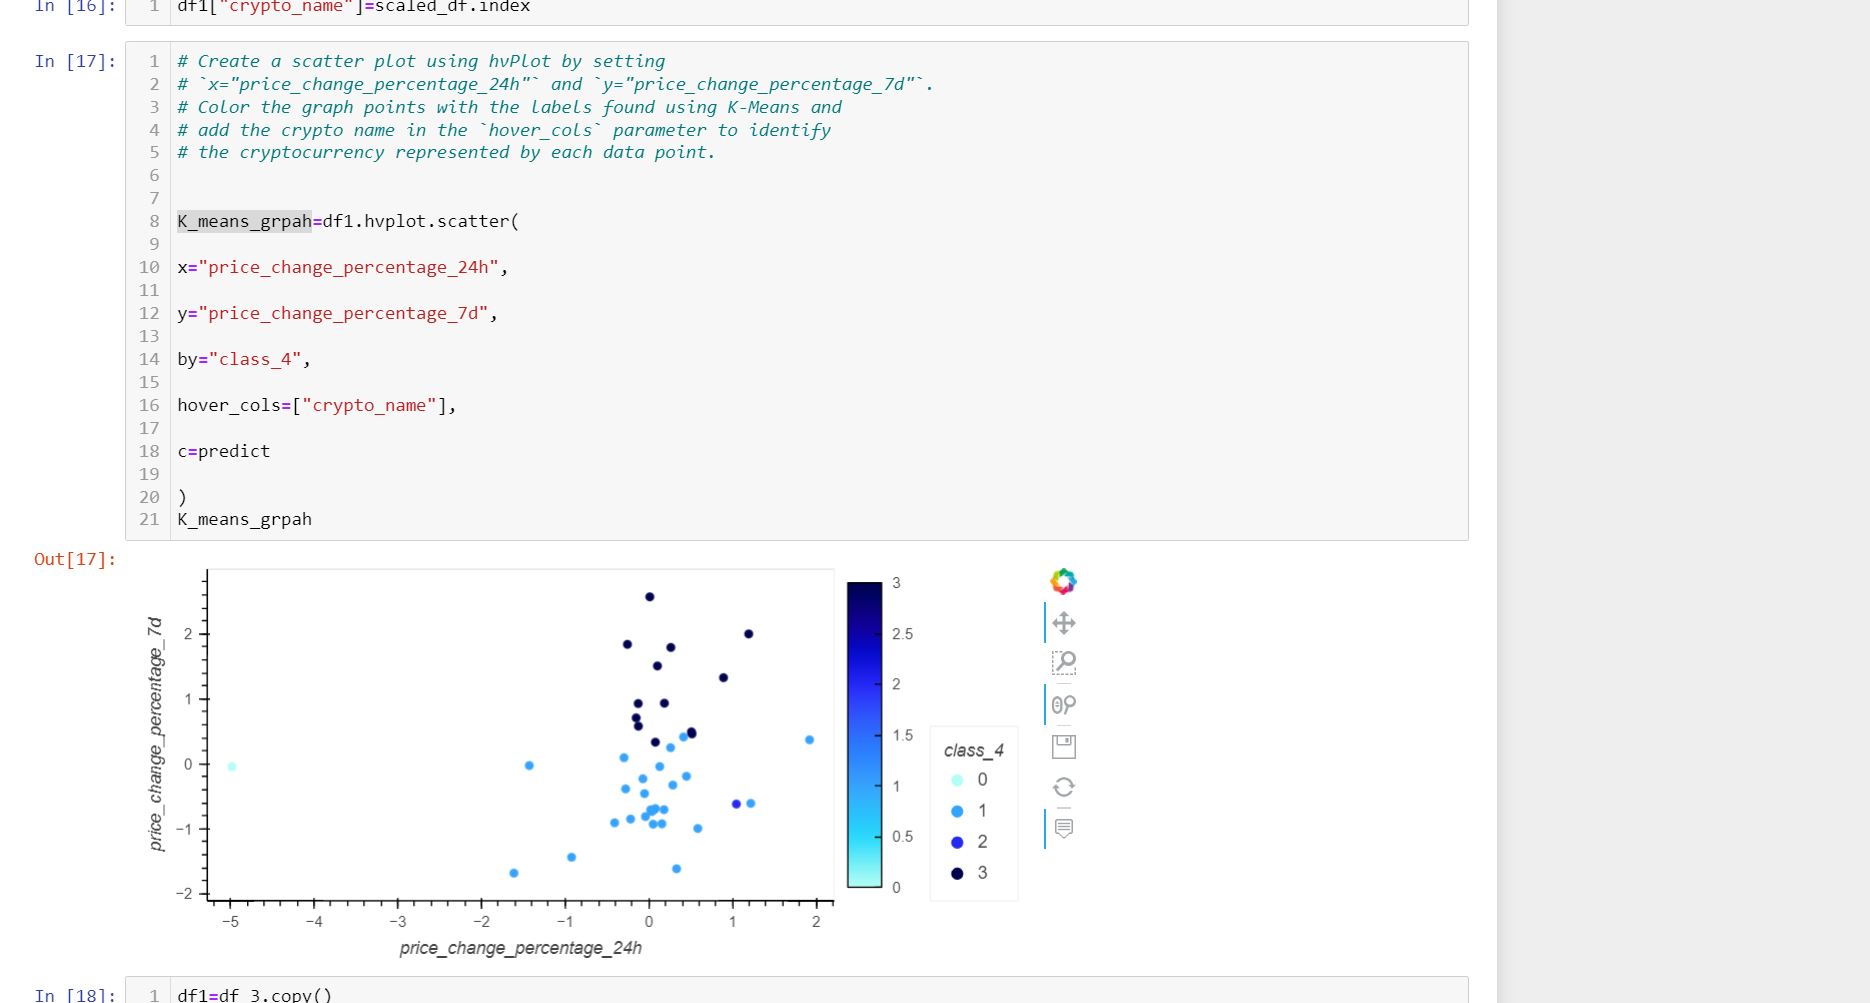 In [16]:
1 df1["crypto_name"]=scaled_df.index
In [17]:
1 # Create a scatter plot using hvPlot by setting
2 # `x="price_change_percentage_24h"` and `y="price_change_percentage_7d"`.
3 # Color the graph points with the labels found using K-Means and
4 # add the crypto name in the `hover_cols` parameter to identify
5 # the cryptocurrency represented by each data point.
6
7
8 K_means_grpah=df1.hvplot.scatter(
9
10 x="price_change_percentage_24h",
11
12 y="price_change_percentage_7d",
13
14 by="class_4",
15
16 hover_cols=["crypto_name"],
17
18 c=predict
19
20 )
21 K_means_grpah
Out[17]:
price_change_percentage_7d
2
1
0
−1
−2
−5 −4 −3 −2 −1 0 1 2
price_change_percentage_24h
3
2.5
2
1.5
1
0.5
0
class_4
0
1
2
3
In [18]:
1 df1=df_3.copy()